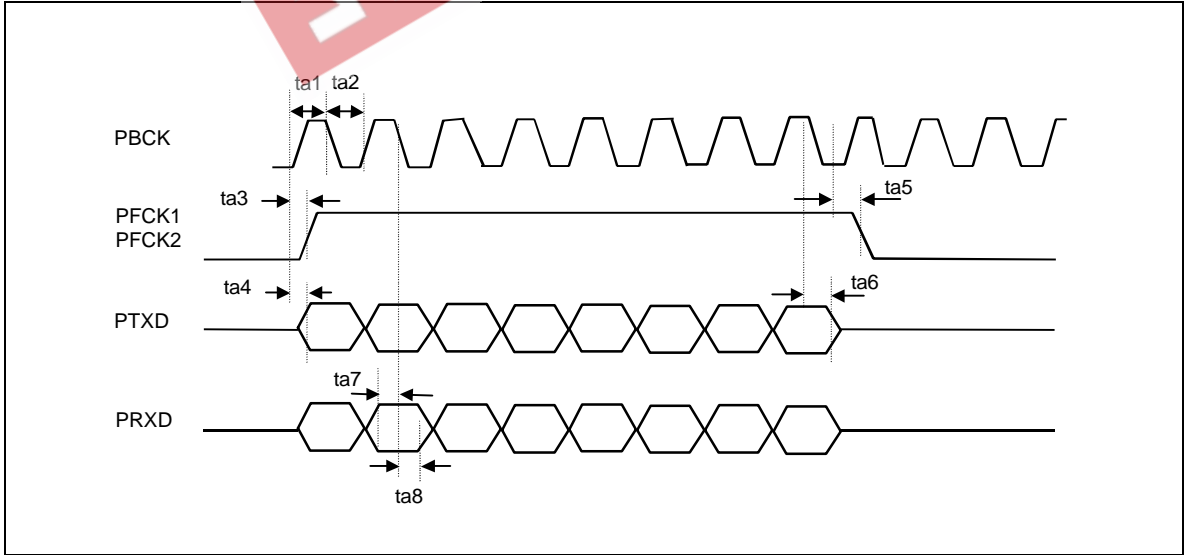 ta1 ta2
PBCK
ta3
ta5
PFCK1
PFCK2
ta4
ta6
PTXD
ta7
PRXD
ta8